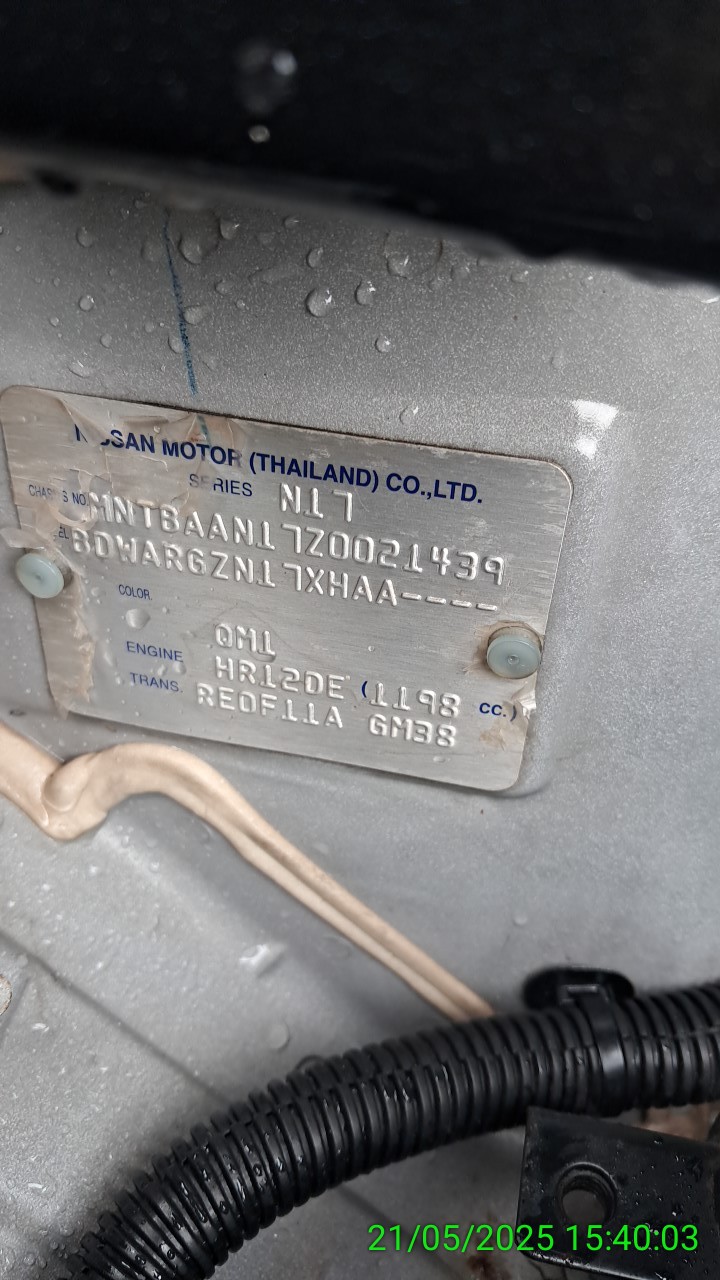 NISSAN MOTOR (THAILAND) CO.,LTD.
SERIES N17
CHASSIS NO. MNTBAAN17Z0021439
BDWARGZN17XHAA----
COLOR.
QM1
ENGINE HR12DE (1198 CC.)
TRANS. RE0F11A GM38
21/05/2025 15:40:03